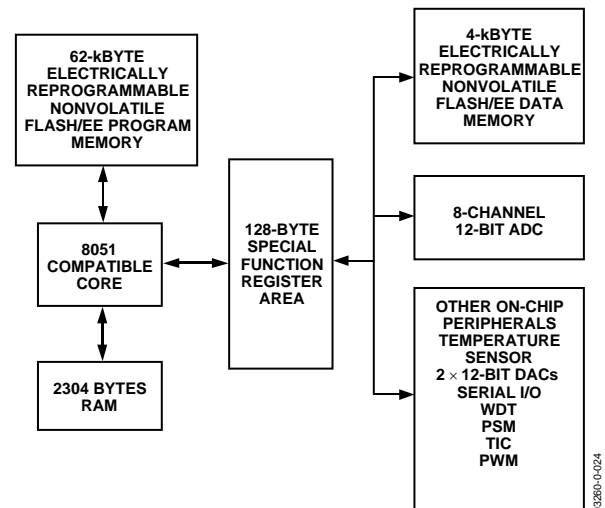 62-kBYTE
ELECTRICALLY
REPROGRAMMABLE
NONVOLATILE
FLASH/EE PROGRAM
MEMORY
8051
COMPATIBLE
CORE
2304 BYTES
RAM
128-BYTE
SPECIAL
FUNCTION
REGISTER
AREA
4-kBYTE
ELECTRICALLY
REPROGRAMMABLE
NONVOLATILE
FLASH/EE DATA
MEMORY
8-CHANNEL
12-BIT ADC
OTHER ON-CHIP
PERIPHERALS
TEMPERATURE
SENSOR
2 × 12-BIT DACs
SERIAL I/O
WDT
PSM
TIC
PWM
03260-0-024